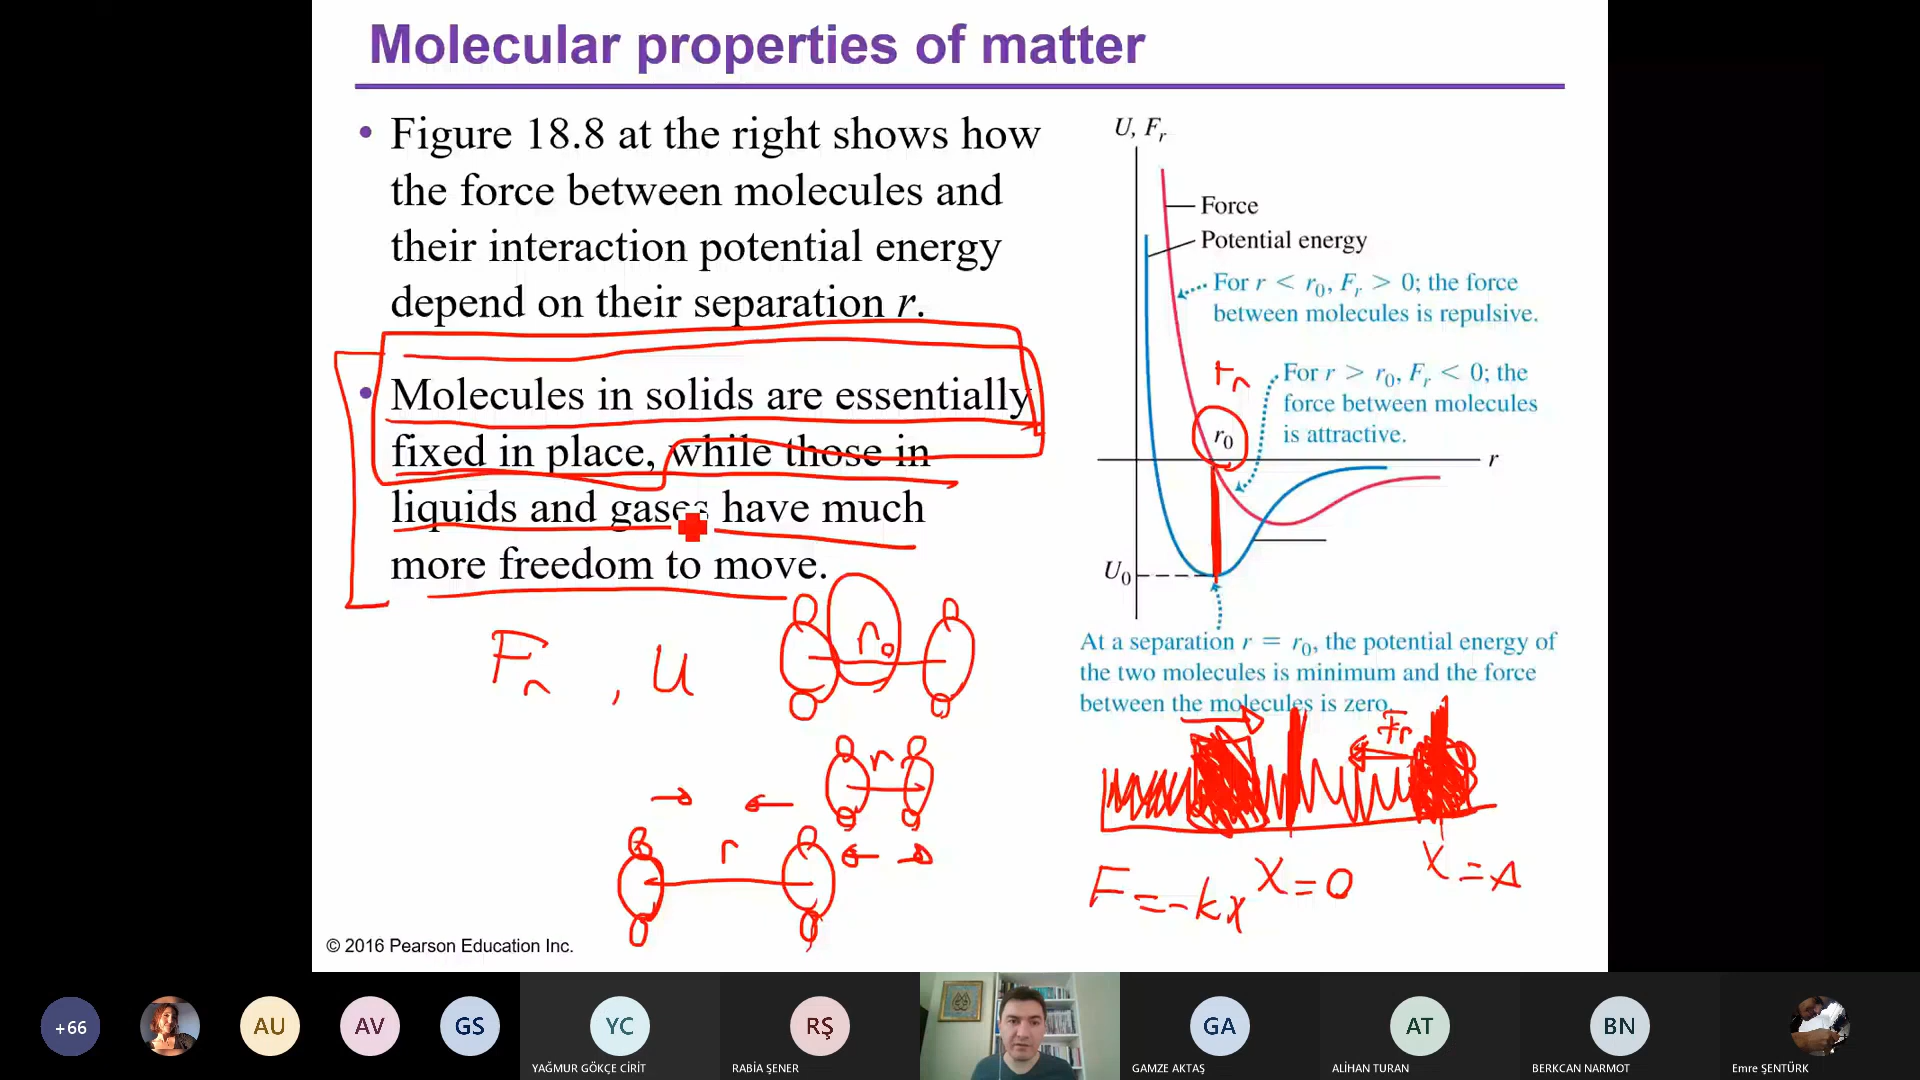 Molecular properties of matter
• Figure 18.8 at the right shows how
the force between molecules and
their interaction potential energy
depend on their separation r.
• Molecules in solids are essentially
fixed in place, while those in
liquids and gases have much
more freedom to move.
U, Fr
Force
Potential energy
For r < r0, Fr > 0; the force
between molecules is repulsive.
For r > r0, Fr < 0; the
force between molecules
is attractive.
r0
r
U0
At a separation r = r0, the potential energy of
the two molecules is minimum and the force
between the molecules is zero.
Fr , U
r0
r
r
Fr
F = -kx
X = 0
X = A
© 2016 Pearson Education Inc.
+66
AU
AV
GS
YC
YAĞMUR GÖKÇE CİRİT
RŞ
RABİA ŞENER
GA
GAMZE AKTAŞ
AT
ALİHAN TURAN
BN
BERKCAN NARMOT
Emre ŞENTÜRK